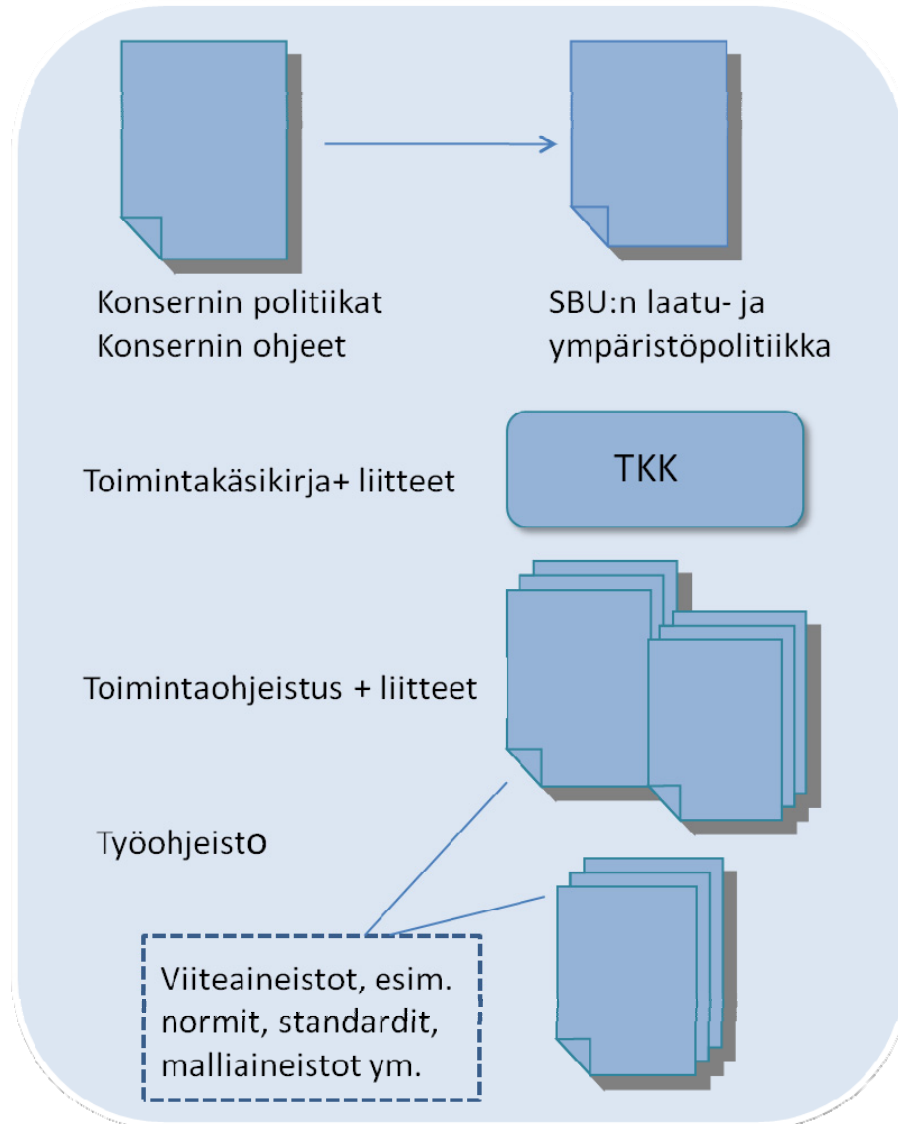 Konsernin politiikat
Konsernin ohjeet
SBU:n laatu- ja
ympäristöpolitiikka
Toimintakäsikirja+ liitteet
TKK
Toimintaohjeistus + liitteet
Työohjeisto
Viiteaineistot, esim.
normit, standardit,
malliaineistot ym.